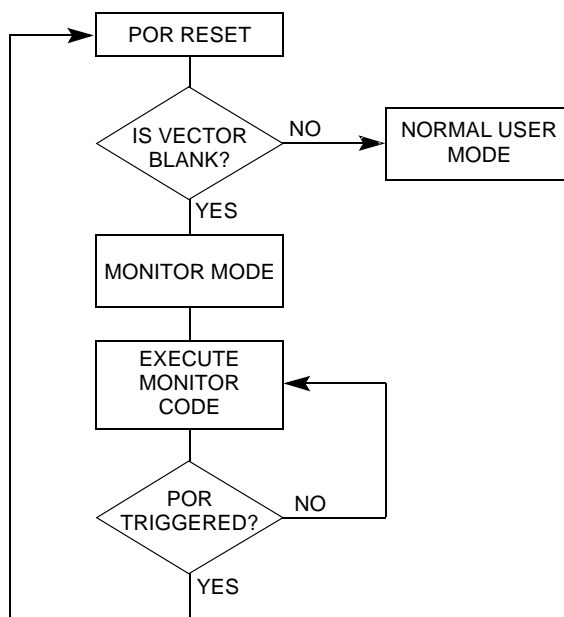 POR RESET
IS VECTOR
BLANK?
NO
NORMAL USER
MODE
YES
MONITOR MODE
EXECUTE
MONITOR
CODE
POR
TRIGGERED?
NO
YES